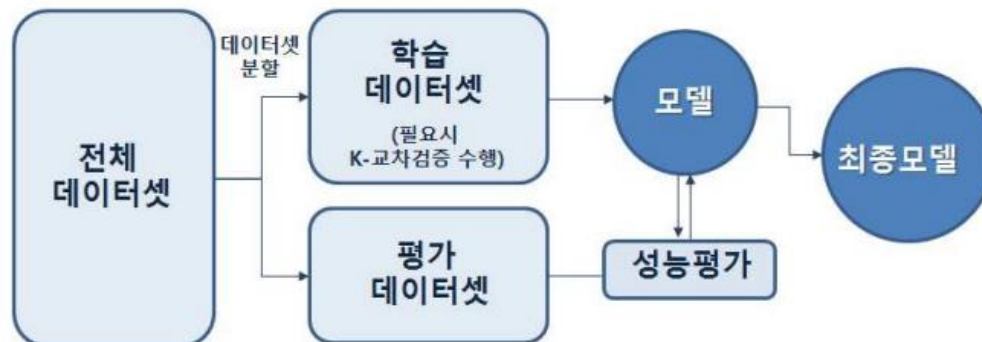 전체
데이터셋
데이터셋
분할
학습
데이터셋
(필요시
K-교차검증 수행)
평가
데이터셋
모델
성능평가
최종모델